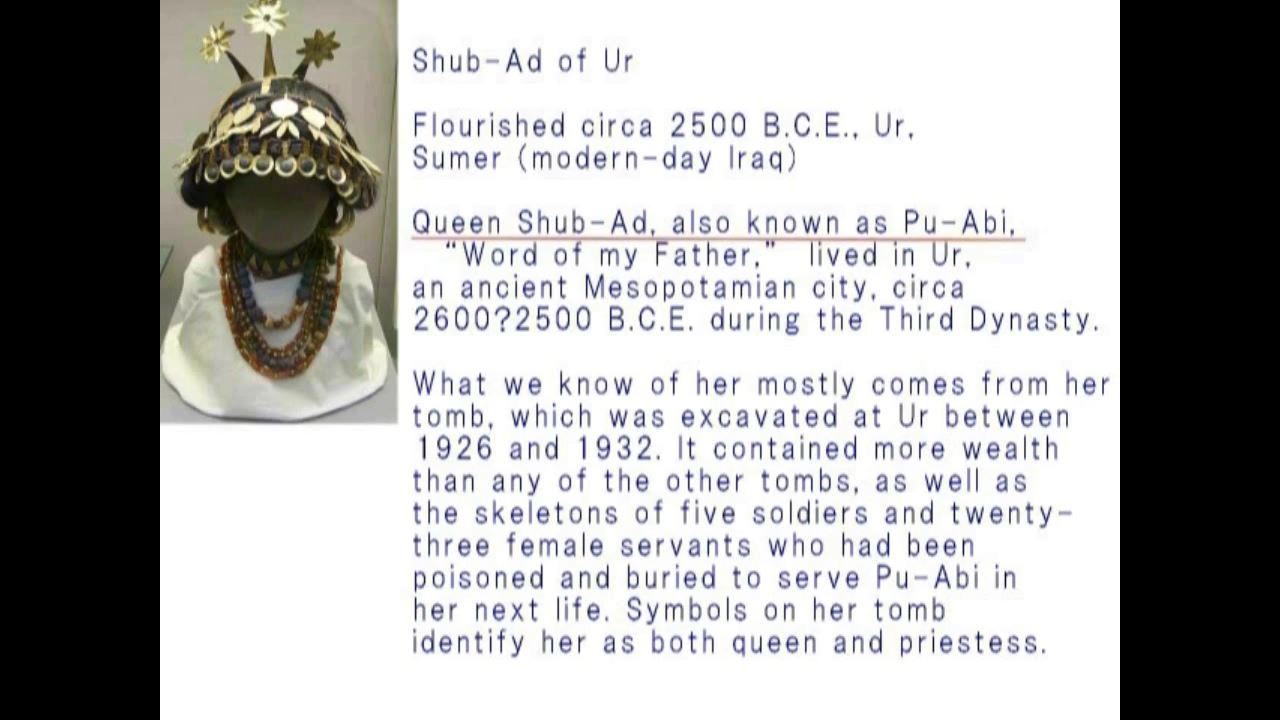 Shub-Ad of Ur
Flourished circa 2500 B.C.E., Ur,
Sumer (modern-day Iraq)
Queen Shub-Ad, also known as Pu-Abi,
“Word of my Father,” lived in Ur,
an ancient Mesopotamian city, circa
2600?2500 B.C.E. during the Third Dynasty.
What we know of her mostly comes from her
tomb, which was excavated at Ur between
1926 and 1932. It contained more wealth
than any of the other tombs, as well as
the skeletons of five soldiers and twenty-
three female servants who had been
poisoned and buried to serve Pu-Abi in
her next life. Symbols on her tomb
identify her as both queen and priestess.